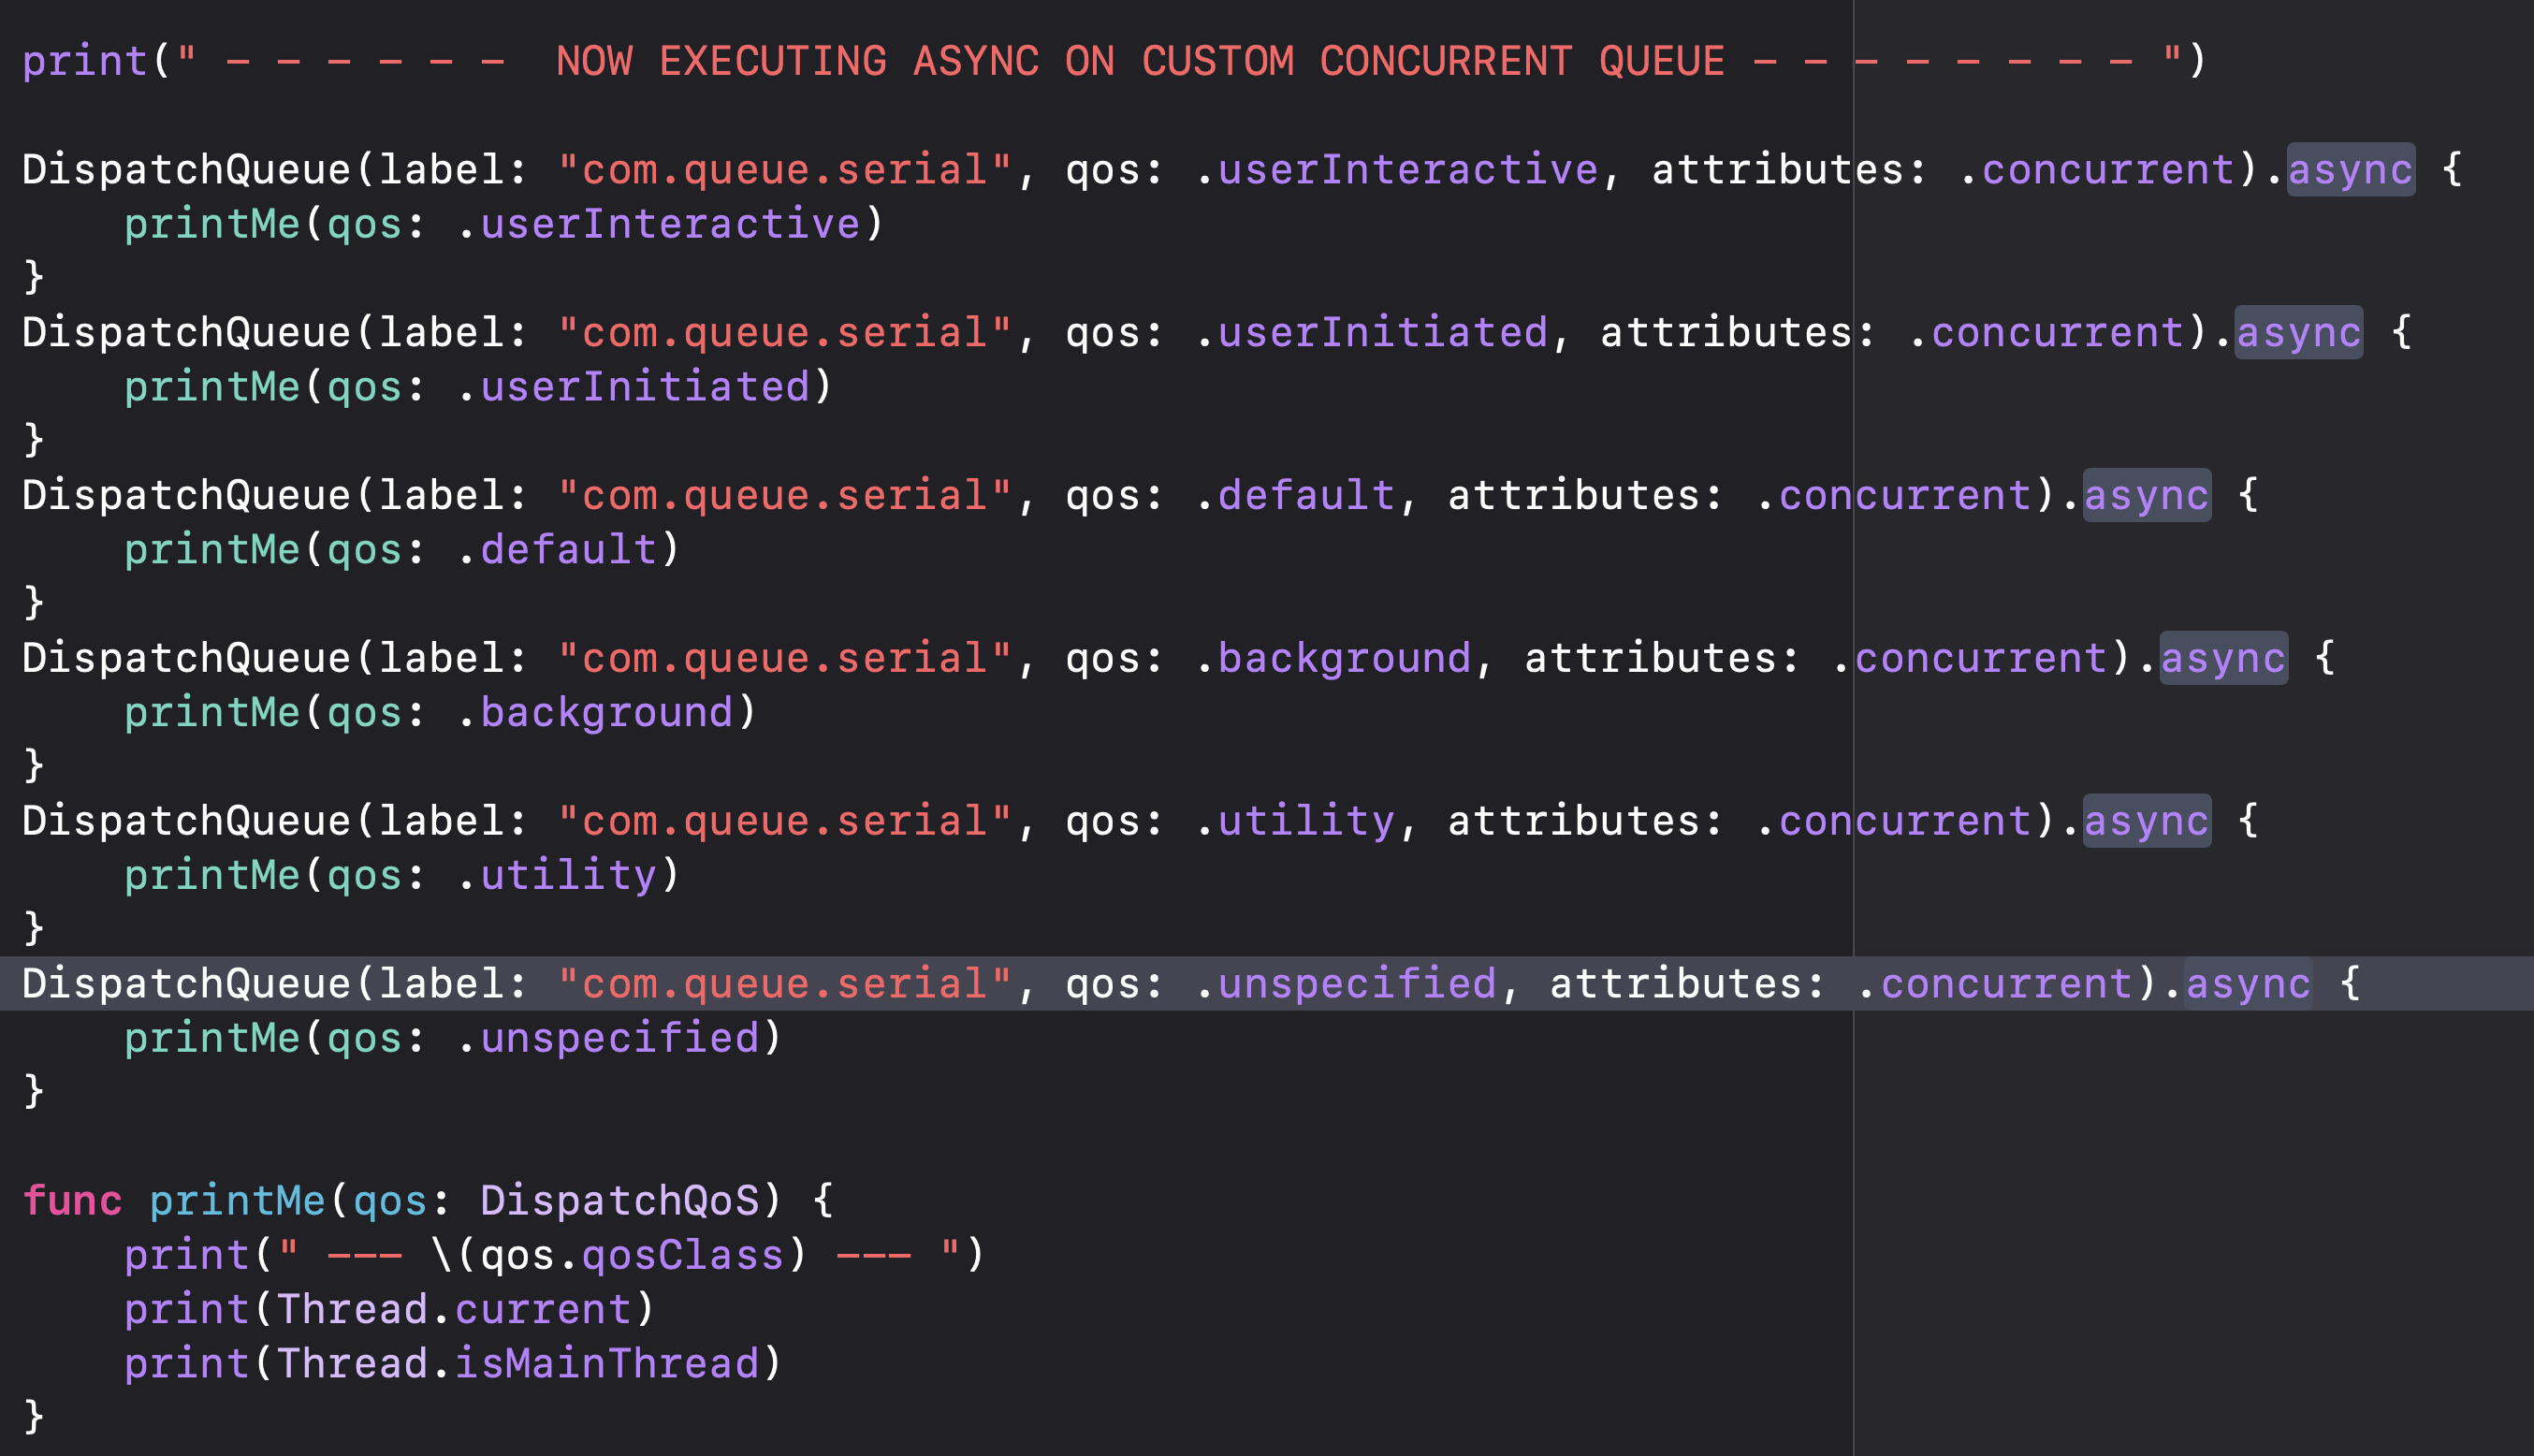 print(" - - - - - -  NOW EXECUTING ASYNC ON CUSTOM CONCURRENT QUEUE - - - - - - - - ")
DispatchQueue(label: "com.queue.serial", qos: .userInteractive, attributes: .concurrent).async {
    printMe(qos: .userInteractive)
}
DispatchQueue(label: "com.queue.serial", qos: .userInitiated, attributes: .concurrent).async {
    printMe(qos: .userInitiated)
}
DispatchQueue(label: "com.queue.serial", qos: .default, attributes: .concurrent).async {
    printMe(qos: .default)
}
DispatchQueue(label: "com.queue.serial", qos: .background, attributes: .concurrent).async {
    printMe(qos: .background)
}
DispatchQueue(label: "com.queue.serial", qos: .utility, attributes: .concurrent).async {
    printMe(qos: .utility)
}
DispatchQueue(label: "com.queue.serial", qos: .unspecified, attributes: .concurrent).async {
    printMe(qos: .unspecified)
}
func printMe(qos: DispatchQoS) {
    print(" --- \(qos.qosClass) --- ")
    print(Thread.current)
    print(Thread.isMainThread)
}